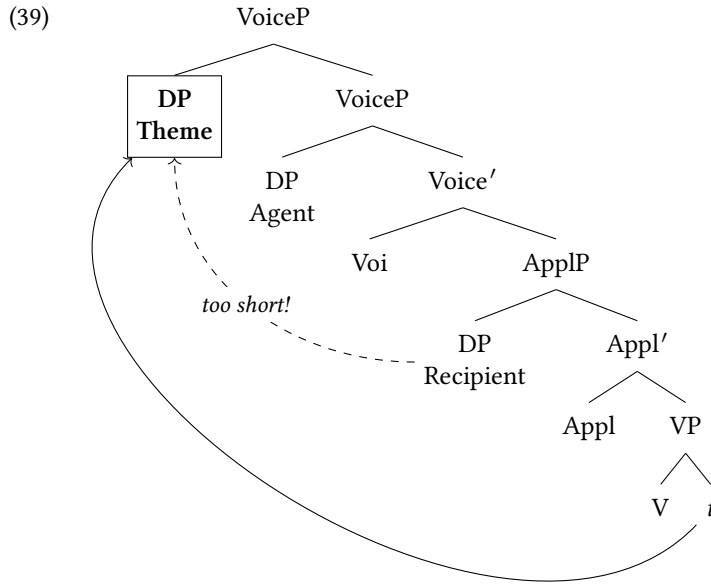 (39)
VoiceP
DP
Theme
VoiceP
DP
Agent
Voice′
Voi
ApplP
too short!
DP
Recipient
Appl′
Appl
VP
V
t